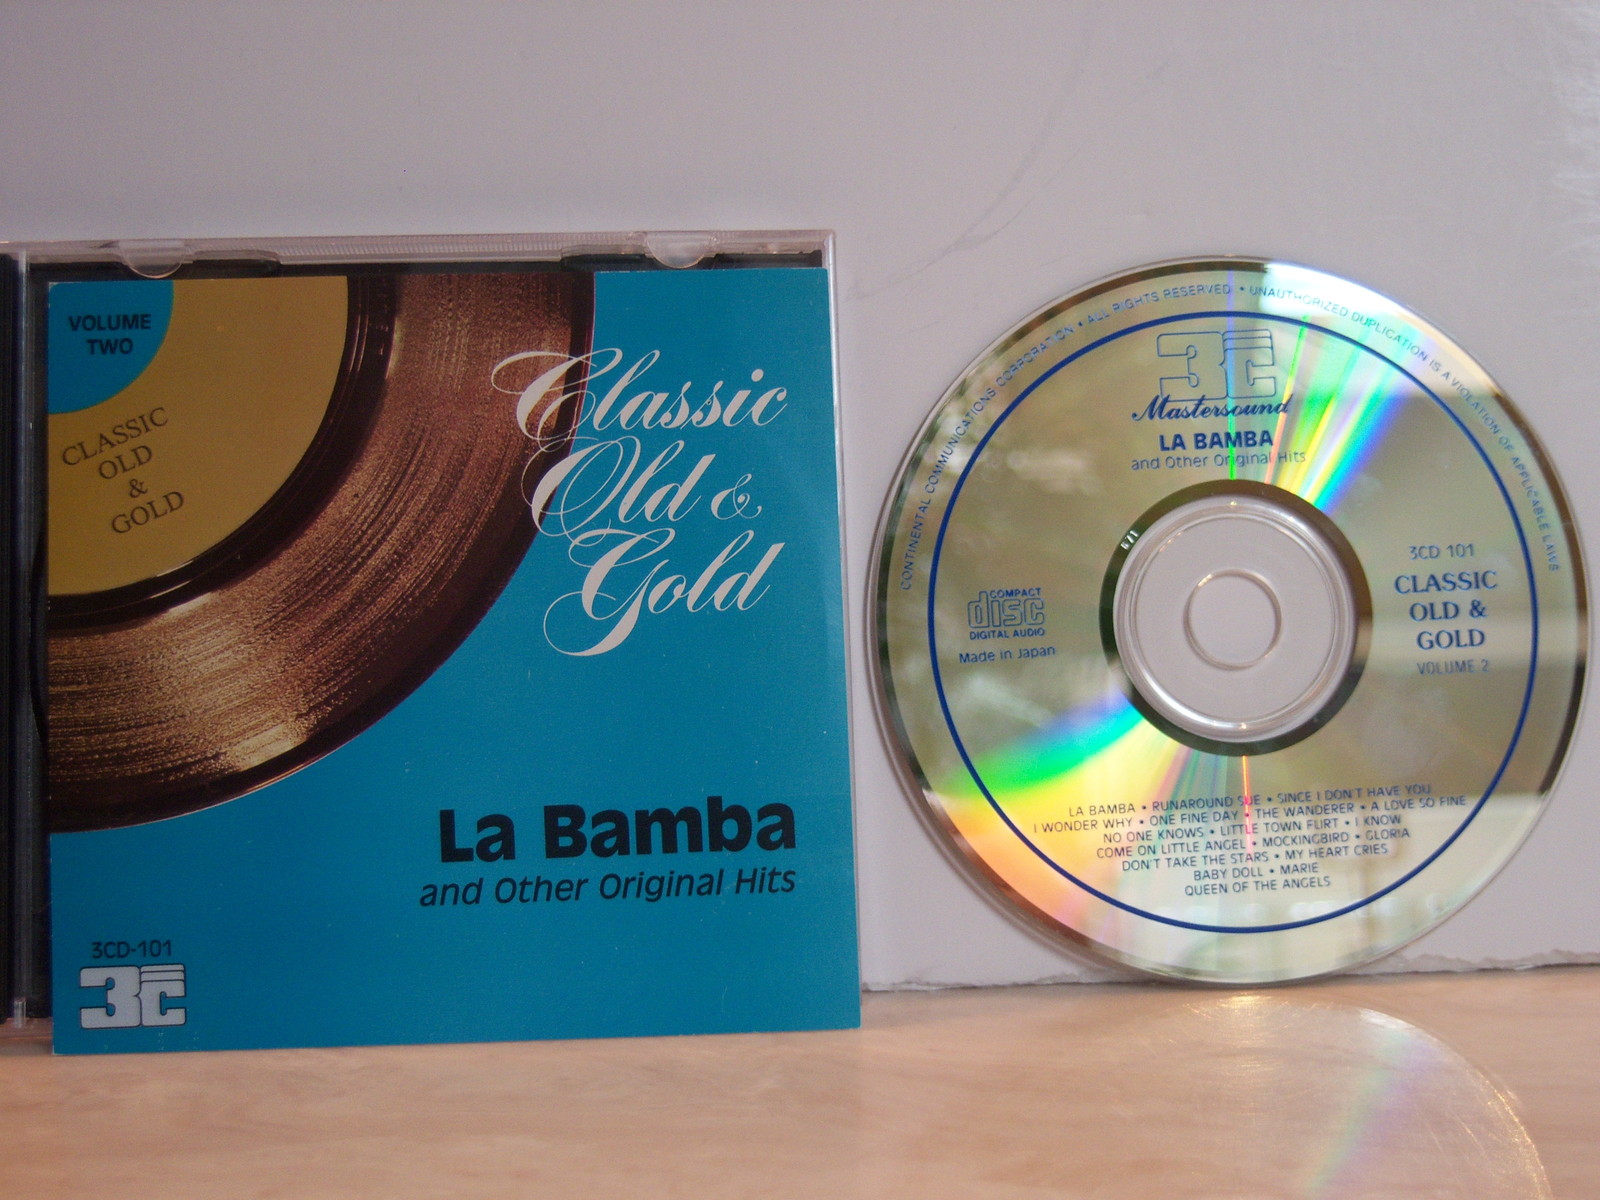 VOLUME
TWO
CLASSIC
OLD
&
GOLD
Classic
Old &
Gold
La Bamba
and Other Original Hits
3CD-101
3C
CONTINENTAL COMMUNICATIONS CORPORATION • ALL RIGHTS RESERVED • UNAUTHORIZED DUPLICATION IS A VIOLATION OF APPLICABLE LAWS
3C
Mastersound
LA BAMBA
and Other Original Hits
COMPACT
disc
DIGITAL AUDIO
Made in Japan
3CD 101
CLASSIC
OLD &
GOLD
VOLUME 2
LA BAMBA • RUNAROUND SUE • SINCE I DON'T HAVE YOU
I WONDER WHY • ONE FINE DAY • THE WANDERER • A LOVE SO FINE
NO ONE KNOWS • LITTLE TOWN FLIRT • I KNOW
COME ON LITTLE ANGEL • MOCKINGBIRD • GLORIA
DON'T TAKE THE STARS • MY HEART CRIES
BABY DOLL • MARIE
QUEEN OF THE ANGELS